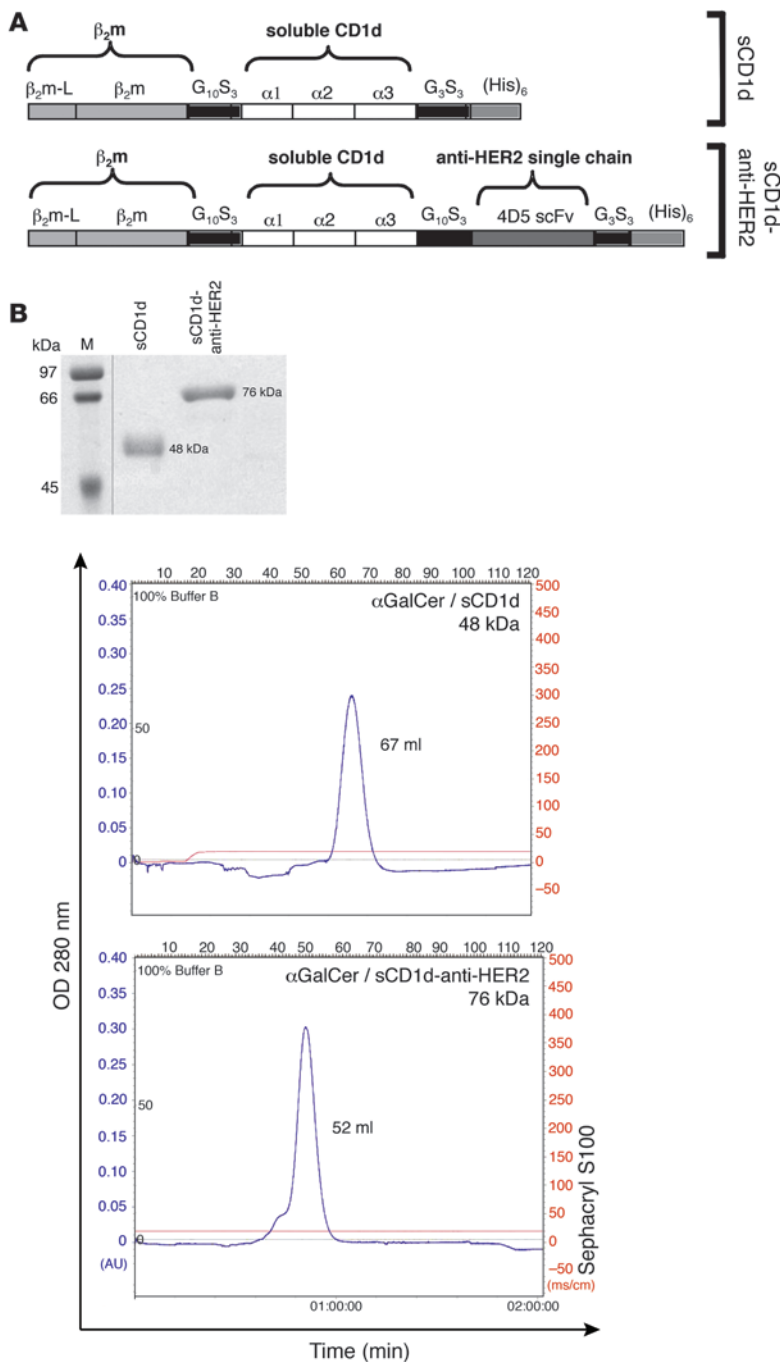 A
β₂m
soluble CD1d
β₂m-L β₂m G₁₀S₃ α1 α2 α3 G₃S₃ (His)₆
sCD1d
β₂m
soluble CD1d
anti-HER2 single chain
β₂m-L β₂m G₁₀S₃ α1 α2 α3 G₁₀S₃ 4D5 scFv G₃S₃ (His)₆
sCD1d-
anti-HER2
B
kDa M sCD1d sCD1d-
anti-HER2
97
66
76 kDa
48 kDa
45
10 20 30 40 50 60 70 80 90 100 110 120
0.40
0.35
0.30
0.25
0.20
0.15
0.10
0.05
0
100% Buffer B
50
0
αGalCer / sCD1d
48 kDa
67 ml
500
450
400
350
300
250
200
150
100
50
0
−50
10 20 30 40 50 60 70 80 90 100 110 120
0.40
0.35
0.30
0.25
0.20
0.15
0.10
0.05
0
(AU)
100% Buffer B
50
0
αGalCer / sCD1d-anti-HER2
76 kDa
52 ml
500
450
400
350
300
250
200
150
100
50
0
−50
(ms/cm)
Sephacryl S100
01:00:00 02:00:00
OD 280 nm
Time (min)